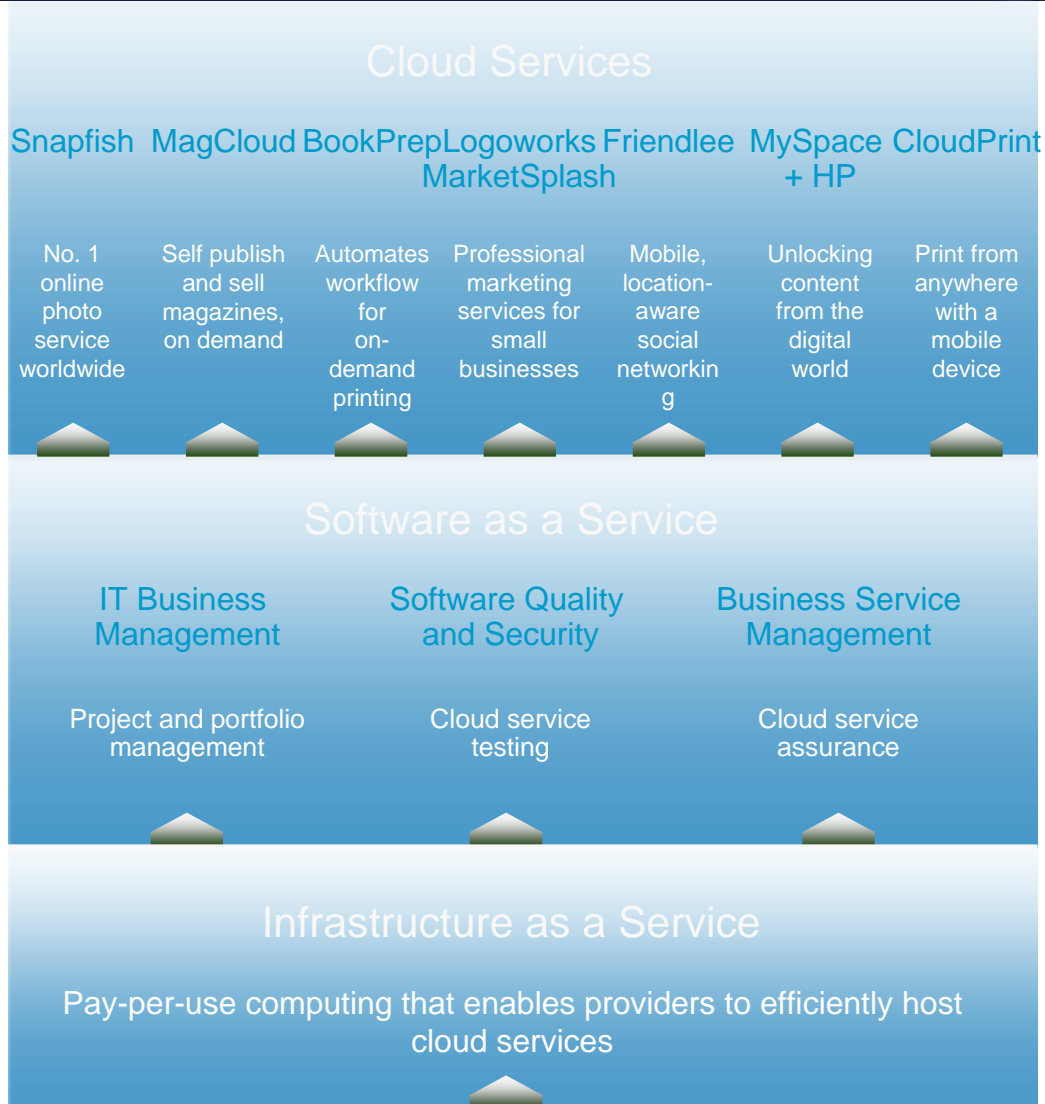 Cloud Services
Snapfish
MagCloud
BookPrep
Logoworks
MarketSplash
Friendlee
MySpace
+ HP
CloudPrint
No. 1
online
photo
service
worldwide
Self publish
and sell
magazines,
on demand
Automates
workflow
for
on-
demand
printing
Professional
marketing
services for
small
businesses
Mobile,
location-
aware
social
networkin
g
Unlocking
content
from the
digital
world
Print from
anywhere
with a
mobile
device
Software as a Service
IT Business
Management
Software Quality
and Security
Business Service
Management
Project and portfolio
management
Cloud service
testing
Cloud service
assurance
Infrastructure as a Service
Pay-per-use computing that enables providers to efficiently host
cloud services